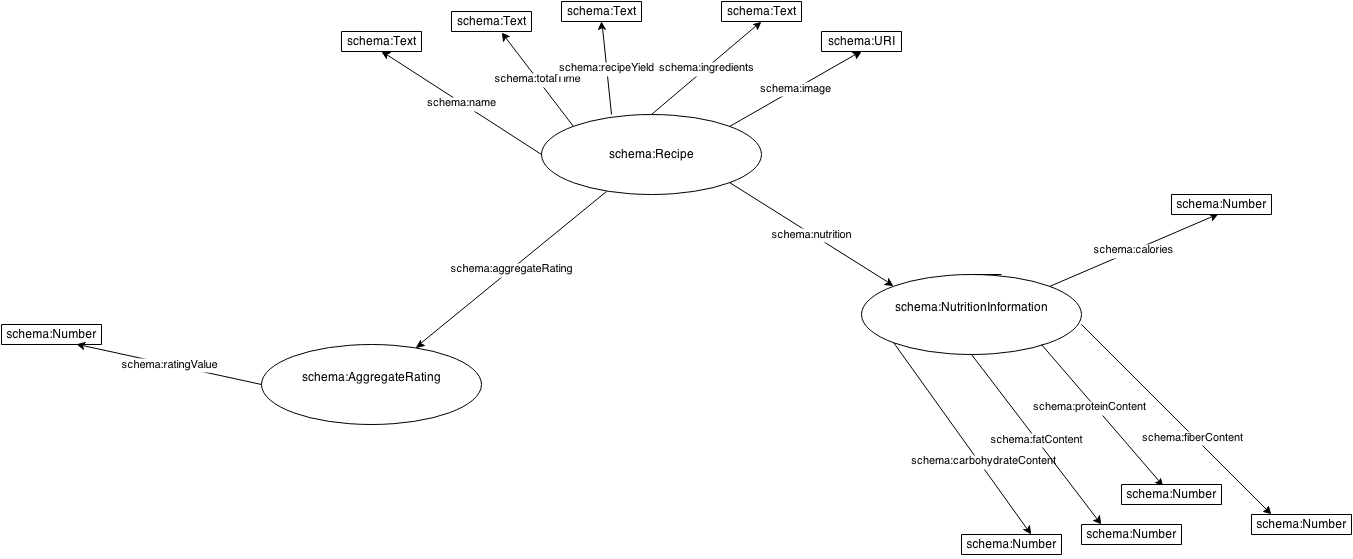 schema:Text
schema:Text
schema:Text
schema:Text
schema:URI
schema:recipeYield
schema:ingredients
schema:totalTime
schema:image
schema:name
schema:Recipe
schema:Number
schema:nutrition
schema:calories
schema:aggregateRating
schema:NutritionInformation
schema:Number
schema:ratingValue
schema:AggregateRating
schema:proteinContent
schema:fatContent
schema:fiberContent
schema:carbohydrateContent
schema:Number
schema:Number
schema:Number
schema:Number